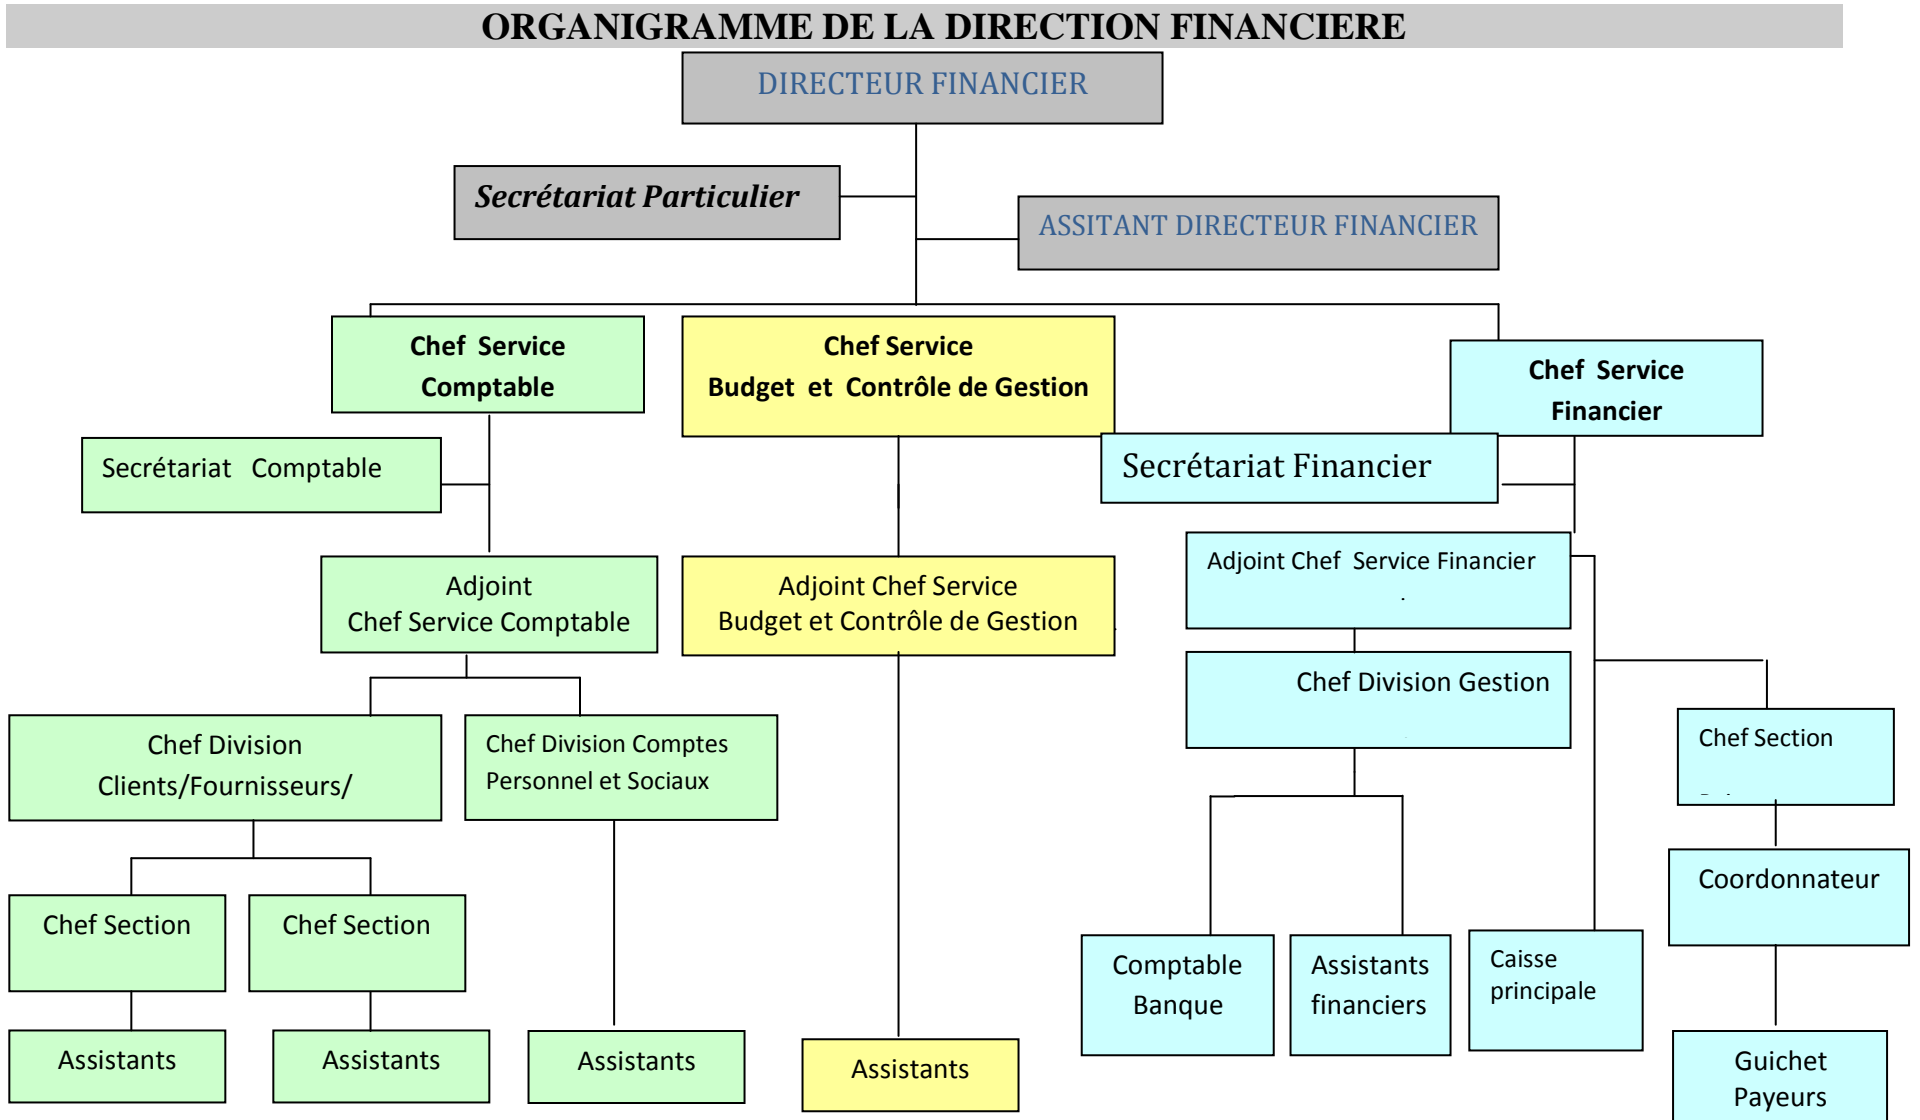 ORGANIGRAMME DE LA DIRECTION FINANCIERE
DIRECTEUR FINANCIER
Secrétariat Particulier
ASSITANT DIRECTEUR FINANCIER
Chef Service
Comptable
Chef Service
Budget et Contrôle de Gestion
Chef Service
Financier
Secrétariat Comptable
Secrétariat Financier
Adjoint
Chef Service Comptable
Adjoint Chef Service
Budget et Contrôle de Gestion
Adjoint Chef Service Financier
Chef Division Gestion
Chef Division
Clients/Fournisseurs/
Chef Division Comptes
Personnel et Sociaux
Chef Section
Coordonnateur
Chef Section
Chef Section
Comptable
Banque
Assistants
financiers
Caisse
principale
Assistants
Assistants
Assistants
Assistants
Guichet
Payeurs